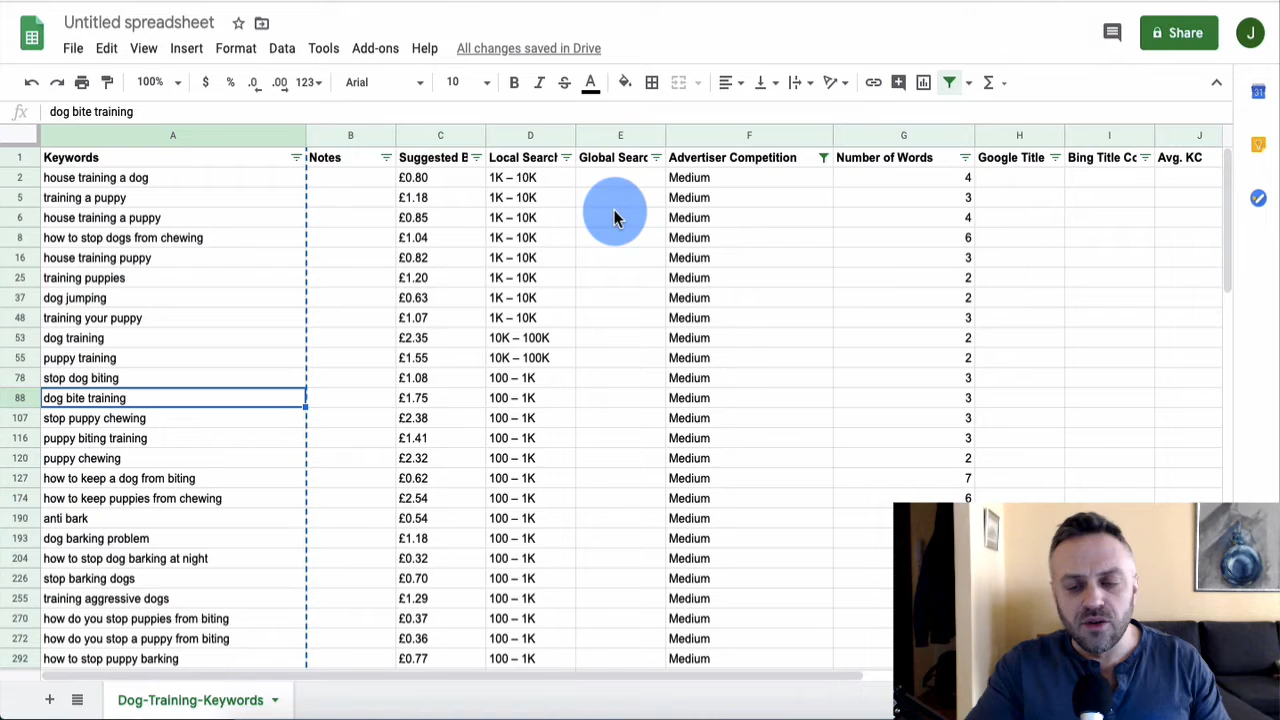 Untitled spreadsheet
File Edit View Insert Format Data Tools Add-ons Help All changes saved in Drive
Share J
100% $ % .0 .00 123 Arial 10 B I S A Σ
31
fx dog bite training
A B C D E F G H I J
1 Keywords Notes Suggested B Local Search Global Searc Advertiser Competition Number of Words Google Title Bing Title Co Avg. KC
2 house training a dog £0.80 1K – 10K Medium 4
5 training a puppy £1.18 1K – 10K Medium 3
6 house training a puppy £0.85 1K – 10K Medium 4
8 how to stop dogs from chewing £1.04 1K – 10K Medium 6
16 house training puppy £0.82 1K – 10K Medium 3
25 training puppies £1.20 1K – 10K Medium 2
37 dog jumping £0.63 1K – 10K Medium 2
48 training your puppy £1.07 1K – 10K Medium 3
53 dog training £2.35 10K – 100K Medium 2
55 puppy training £1.55 10K – 100K Medium 2
78 stop dog biting £1.08 100 – 1K Medium 3
88 dog bite training £1.75 100 – 1K Medium 3
107 stop puppy chewing £2.38 100 – 1K Medium 3
116 puppy biting training £1.41 100 – 1K Medium 3
120 puppy chewing £2.32 100 – 1K Medium 2
127 how to keep a dog from biting £0.62 100 – 1K Medium 7
174 how to keep puppies from chewing £2.54 100 – 1K Medium 6
190 anti bark £0.54 100 – 1K Medium
193 dog barking problem £1.18 100 – 1K Medium
204 how to stop dog barking at night £0.32 100 – 1K Medium
226 stop barking dogs £0.70 100 – 1K Medium
255 training aggressive dogs £1.29 100 – 1K Medium
270 how do you stop puppies from biting £0.37 100 – 1K Medium
272 how do you stop a puppy from biting £0.36 100 – 1K Medium
292 how to stop puppy barking £0.77 100 – 1K Medium
Dog-Training-Keywords